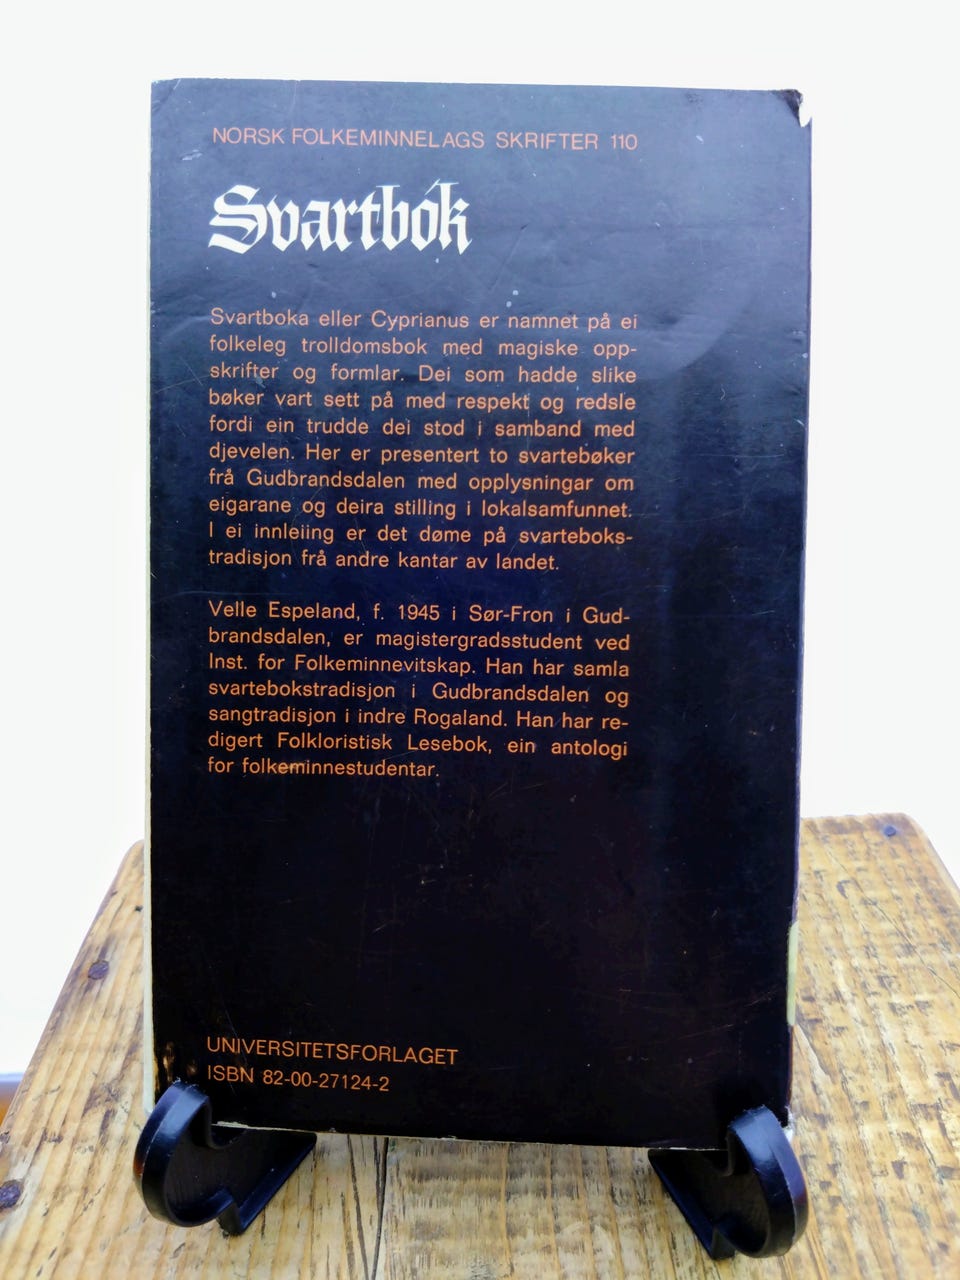 NORSK FOLKEMINNELAGS SKRIFTER 110
Svartbok
Svartboka eller Cyprianus er namnet på ei
folkeleg trolldomsbok med magiske opp-
skrifter og formlar. Dei som hadde slike
bøker vart sett på med respekt og redsle
fordi ein trudde dei stod i samband med
djevelen. Her er presentert to svartebøker
frå Gudbrandsdalen med opplysningar om
eigarane og deira stilling i lokalsamfunnet.
I ei innleiing er det døme på svarteboks-
tradisjon frå andre kantar av landet.
Velle Espeland, f. 1945 i Sør-Fron i Gud-
brandsdalen, er magistergradsstudent ved
Inst. for Folkeminnevitskap. Han har samla
svartebokstradisjon i Gudbrandsdalen og
sangtradisjon i indre Rogaland. Han har re-
digert Folkloristisk Lesebok, ein antologi
for folkeminnestudentar.
UNIVERSITETSFORLAGET
ISBN 82-00-27124-2